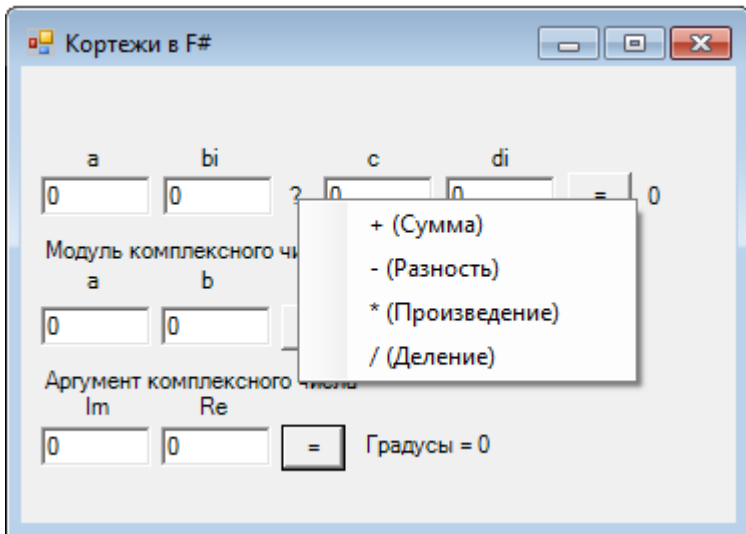 Кортежи в F#
a bi c di
0 0 ? 0 0 = 0
+ (Сумма)
- (Разность)
* (Произведение)
/ (Деление)
Модуль комплексного
a b
0 0
Аргумент комплексного числа
Im Re
0 0 = Градусы = 0